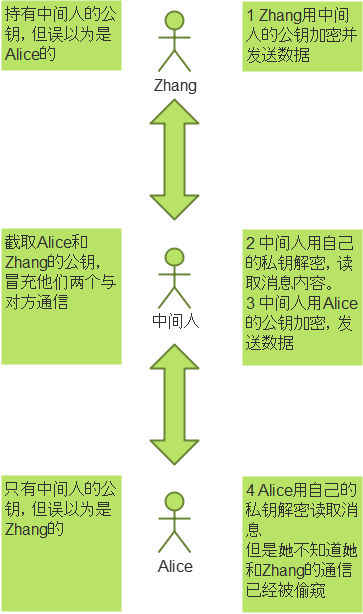 持有中间人的公
钥，但误以为是
Alice的
1 Zhang用中间
人的公钥加密并
发送数据
Zhang
截取Alice和
Zhang的公钥，
冒充他们两个与
对方通信
2 中间人用自己
的私钥解密，读
取消息内容。
3 中间人用Alice
的公钥加密，发
送数据
中间人
只有中间人的公
钥，但误以为是
Zhang的
4 Alice用自己的
私钥解密读取消
息
但是她不知道她
和Zhang的通信
已经被偷窥
Alice